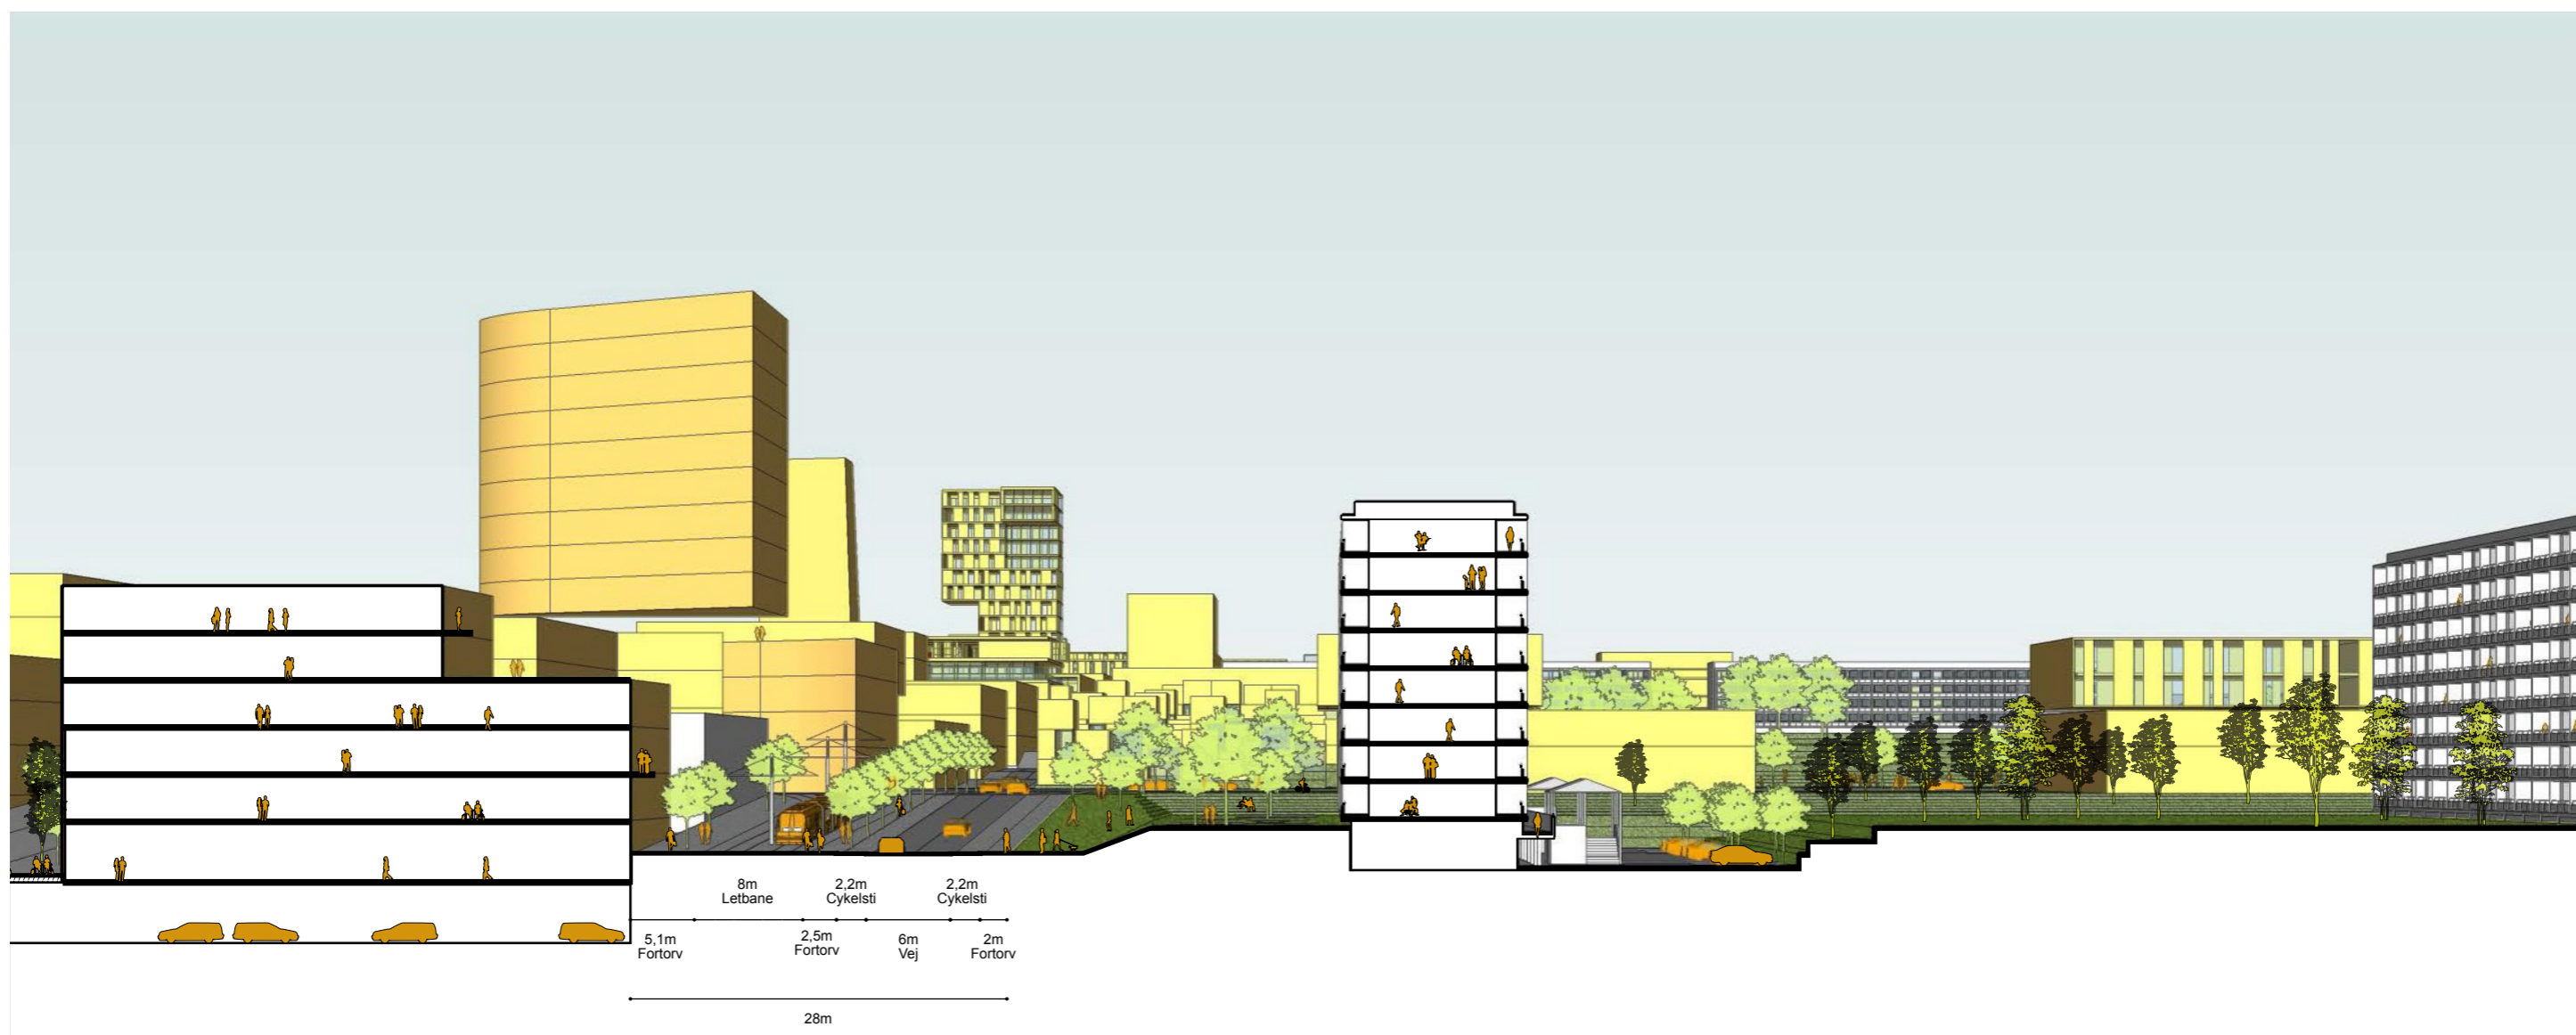 8m
Letbane
2,2m
Cykelsti
2,2m
Cykelsti
5,1m
Fortorv
2,5m
Fortorv
6m
Vej
2m
Fortorv
28m